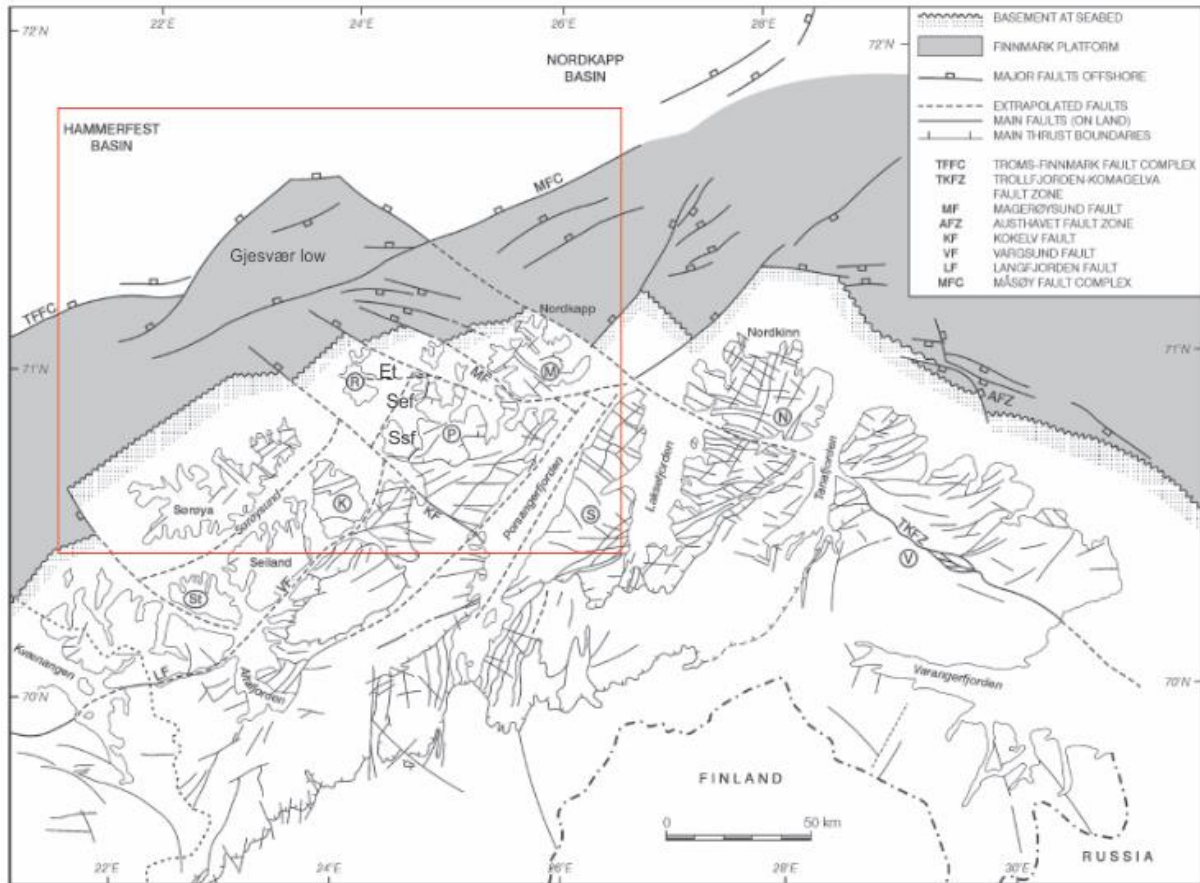 22°E
24°E
28°E
72°N
72°N
NORDKAPP
BASIN
HAMMERFEST
BASIN
BASEMENT AT SEABED
FINNMARK PLATFORM
MAJOR FAULTS OFFSHORE
EXTRAPOLATED FAULTS
MAIN FAULTS (ON LAND)
MAIN THRUST BOUNDARIES
TFFC TROMS-FINNMARK FAULT COMPLEX
TKFZ TROLLFJORDEN-KOMAGELVA
FAULT ZONE
MF MAGERØYSUND FAULT
AFZ AUSTHAVET FAULT ZONE
KF KOKELV FAULT
VF VARGSUND FAULT
LF LANGFJORDEN FAULT
MFC MÅSØY FAULT COMPLEX
MFC
Gjesvær low
TFFC
Nordkapp
Nordkinn
71°N
71°N
R
Et
MF
M
AFZ
Sef
Ssf
P
N
Sørøya
Sørøysund
K
KF
Porsangerfjorden
S
Laksefjorden
Tanafjorden
TKFZ
V
Seiland
VF
St
Kvænangen
LF
Altafjorden
Varangerfjorden
70°N
70°N
FINLAND
0 50 km
RUSSIA
22°E
24°E
26°E
28°E
30°E